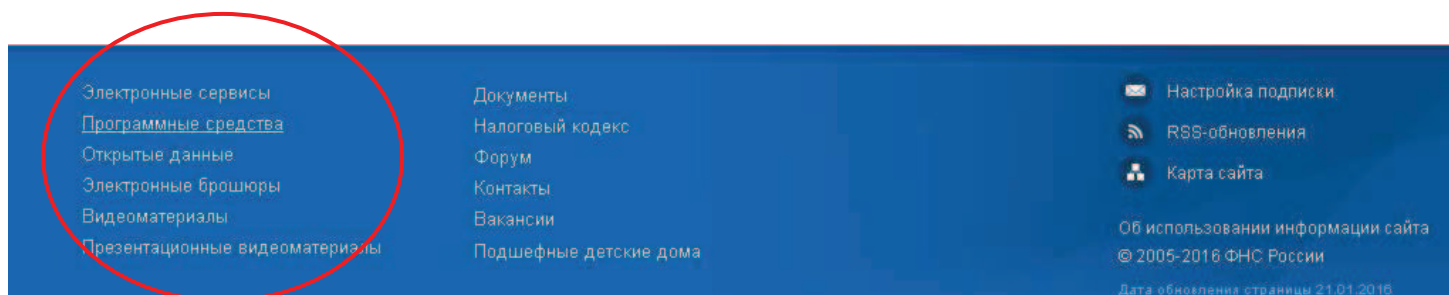 Электронные сервисы
Программные средства
Открытые данные
Электронные брошюры
Видеоматериалы
Презентационные видеоматериалы
Документы
Налоговый кодекс
Форум
Контакты
Вакансии
Подшефные детские дома
Настройка подписки
RSS-обновления
Карта сайта
Об использовании информации сайта
© 2005-2016 ФНС России
Дата обновления страницы 21.01.2016